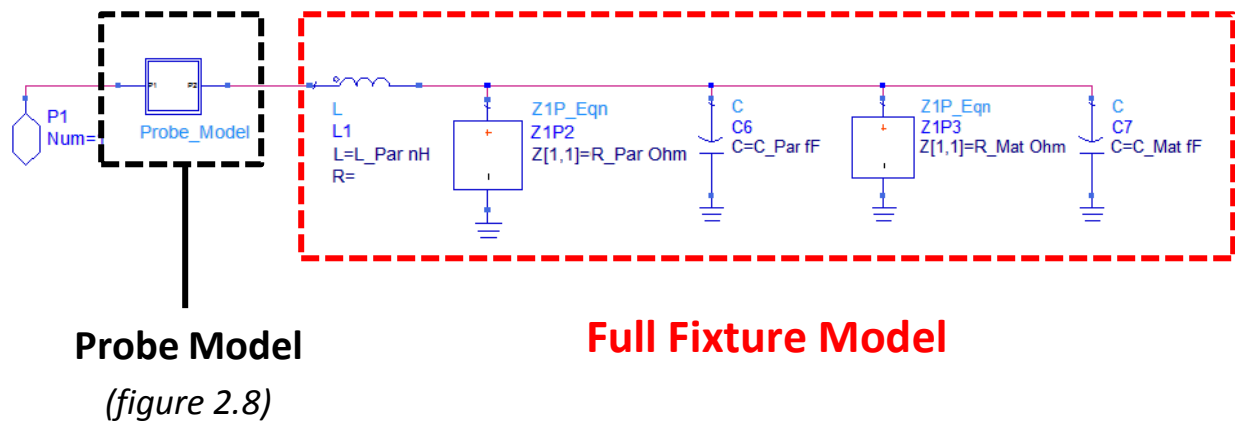 P1
Num=
P1
P2
Probe_Model
L
L1
L=L_Par nH
R=
Z1P_Eqn
Z1P2
Z[1,1]=R_Par Ohm
C
C6
C=C_Par fF
Z1P_Eqn
Z1P3
Z[1,1]=R_Mat Ohm
C
C7
C=C_Mat fF
Probe Model
(figure 2.8)
Full Fixture Model